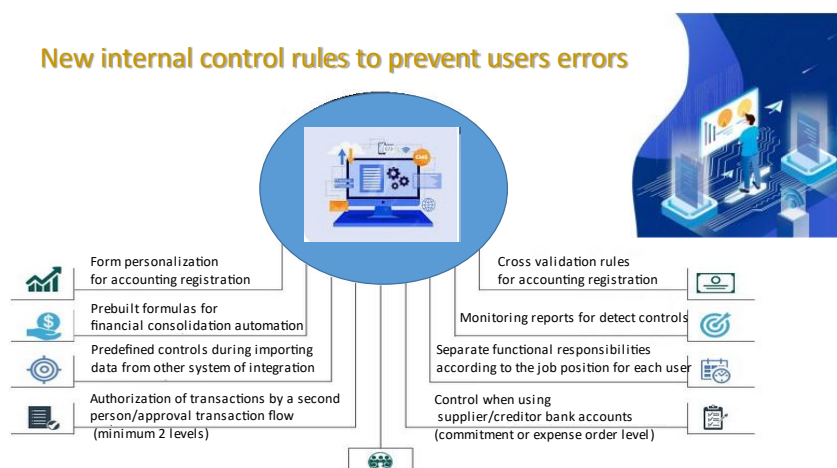 New internal control rules to prevent users errors
Form personalization
for accounting registration
Prebuilt formulas for
financial consolidation automation
Predefined controls during importing
data from other system of integration
Authorization of transactions by a second
person/approval transaction flow
(minimum 2 levels)
Cross validation rules
for accounting registration
Monitoring reports for detect controls
Separate functional responsibilities
according to the job position for each user
Control when using
supplier/creditor bank accounts
(commitment or expense order level)